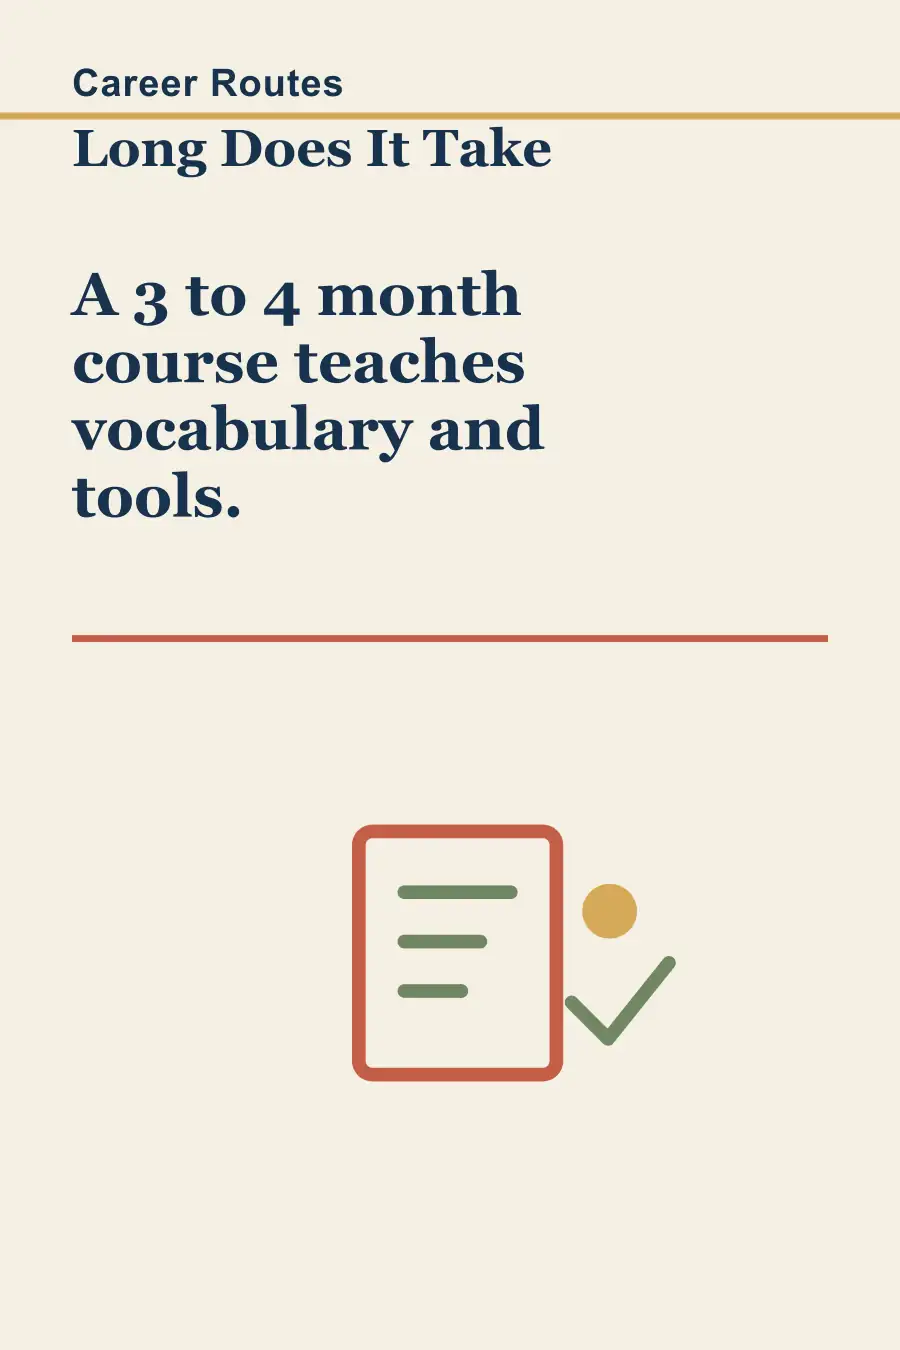 Career Routes
Long Does It Take
A 3 to 4 month
course teaches
vocabulary and
tools.